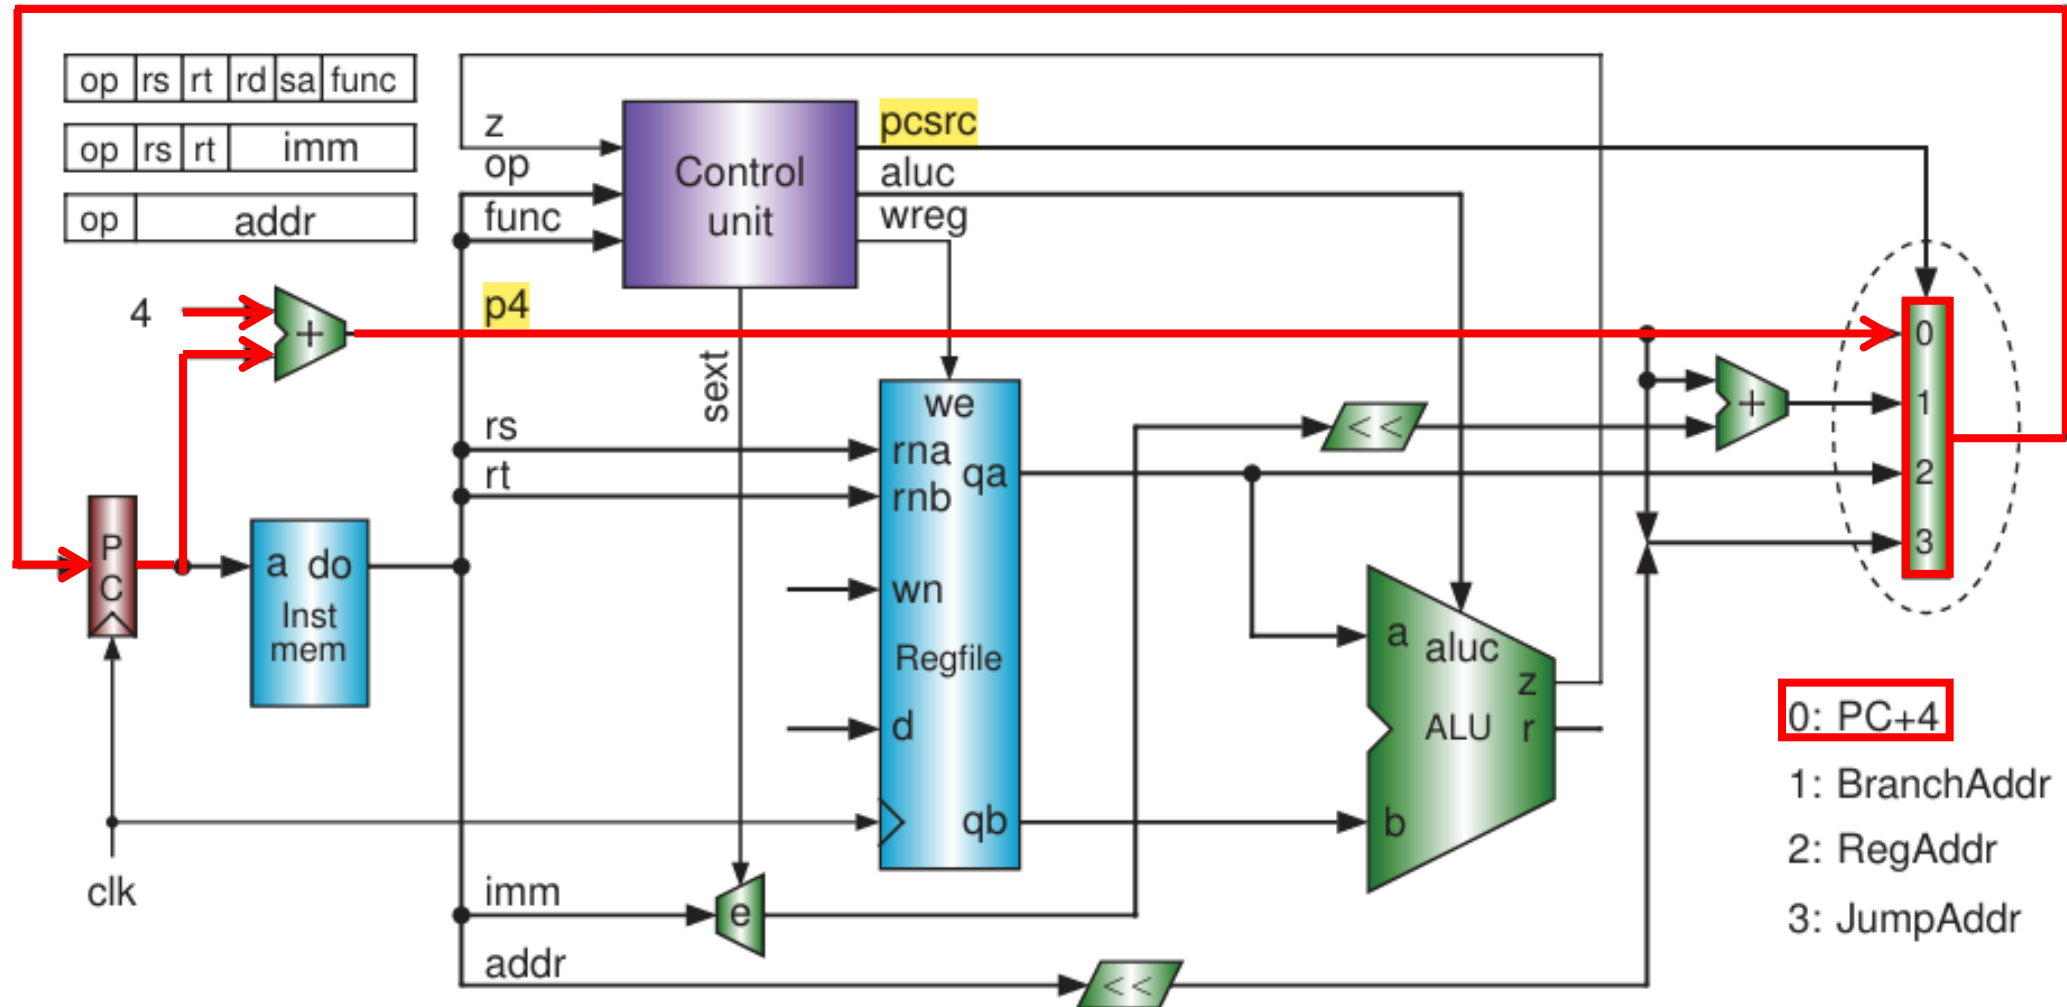 op rs rt rd sa func
op rs rt imm
op addr
z
op
func
Control
unit
pcsrc
aluc
wreg
4
+
p4
sext
rs
rt
we
rna
rnb
qa
wn
Regfile
d
qb
<<
+
0
1
2
3
P
C
a do
Inst
mem
a
aluc
z
ALU r
b
clk
imm
e
addr
<<
0: PC+4
1: BranchAddr
2: RegAddr
3: JumpAddr